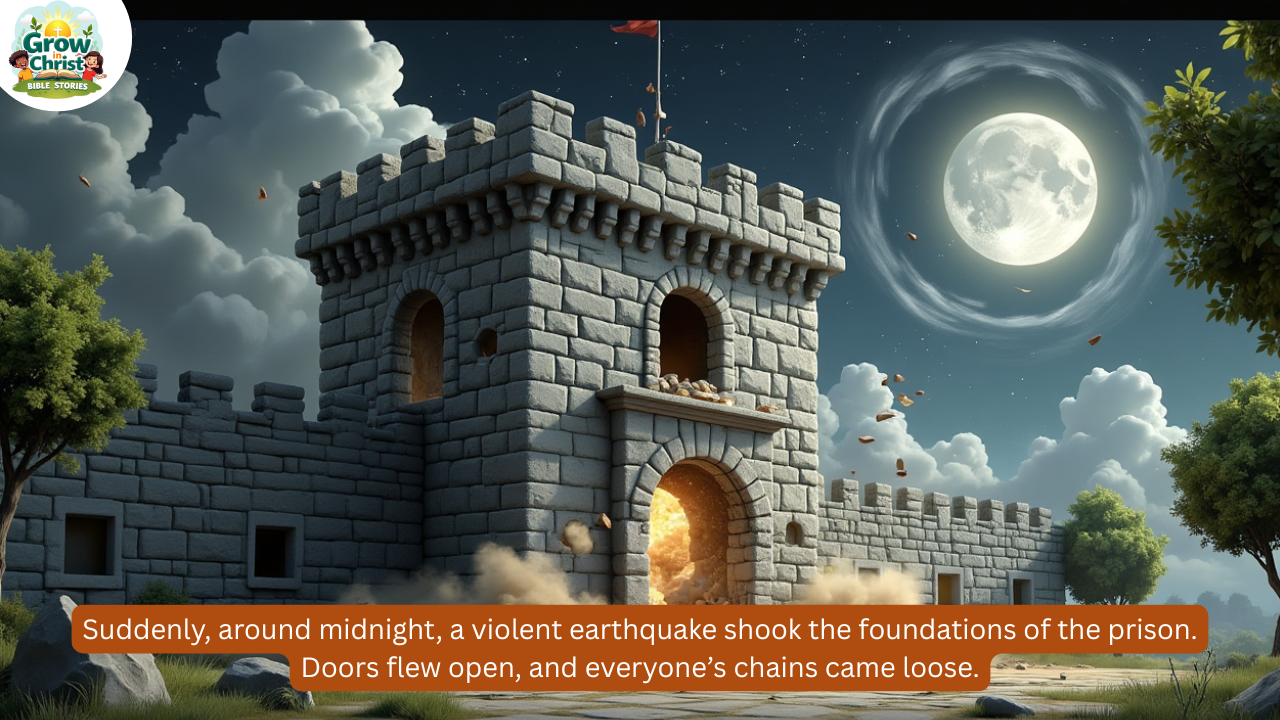 Grow
in
Christ
BIBLE STORIES
Suddenly, around midnight, a violent earthquake shook the foundations of the prison.
Doors flew open, and everyone’s chains came loose.